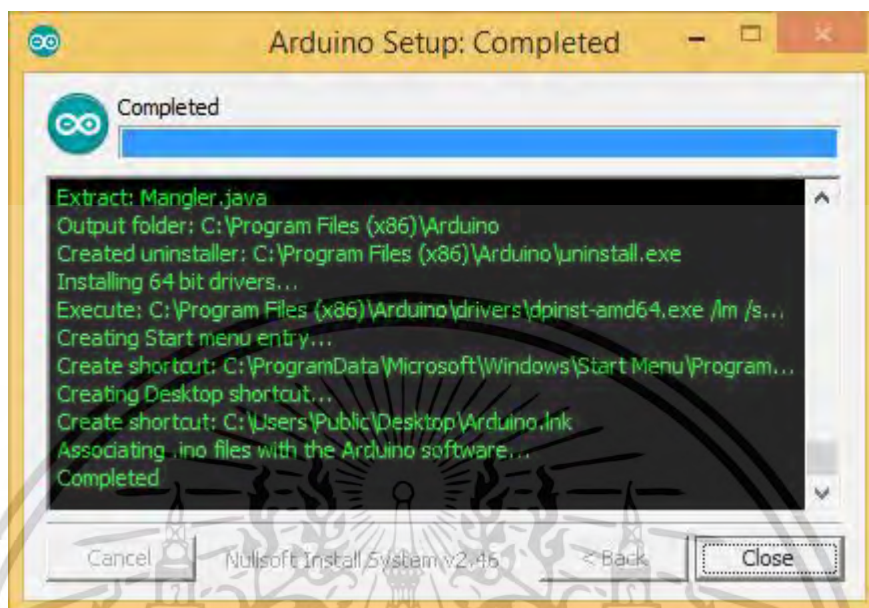 Arduino Setup: Completed
Completed
Extract: Mangler.java
Output folder: C:\Program Files (x86)\Arduino
Created uninstaller: C:\Program Files (x86)\Arduino\uninstall.exe
Installing 64 bit drivers...
Execute: C:\Program Files (x86)\Arduino\drivers\dpinst-amd64.exe /lm /s...
Creating Start menu entry...
Create shortcut: C:\ProgramData\Microsoft\Windows\Start Menu\Program...
Creating Desktop shortcut...
Create shortcut: C:\Users\Public\Desktop\Arduino.lnk
Associating .ino files with the Arduino software...
Completed
Cancel Nullsoft Install System v2.46 < Back Close